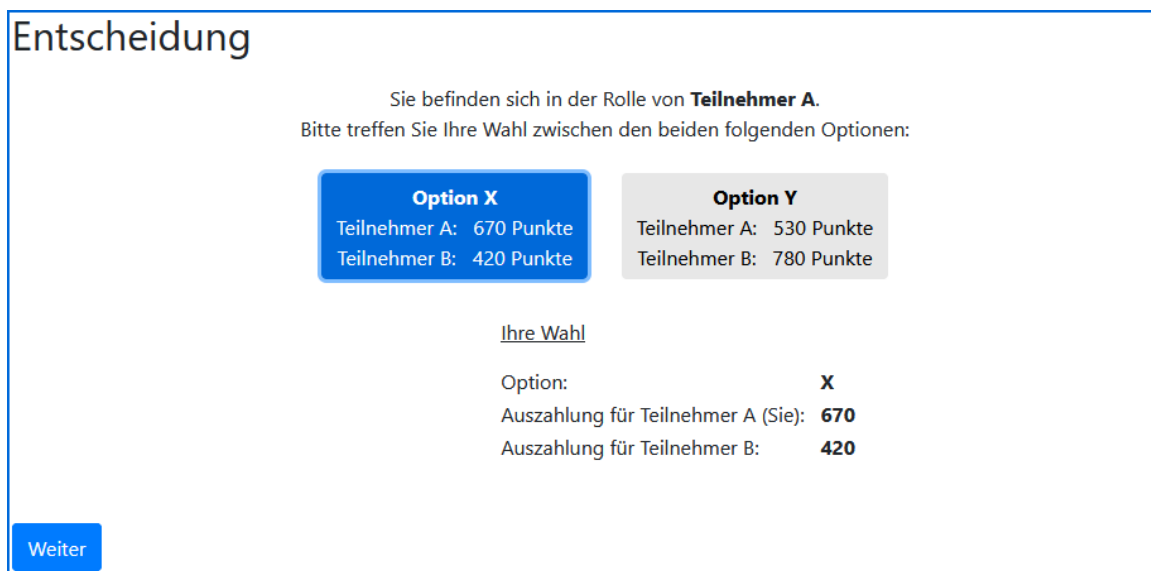 Entscheidung
Sie befinden sich in der Rolle von Teilnehmer A.
Bitte treffen Sie Ihre Wahl zwischen den beiden folgenden Optionen:
Option X
Teilnehmer A: 670 Punkte
Teilnehmer B: 420 Punkte
Option Y
Teilnehmer A: 530 Punkte
Teilnehmer B: 780 Punkte
Ihre Wahl
Option: X
Auszahlung für Teilnehmer A (Sie): 670
Auszahlung für Teilnehmer B: 420
Weiter